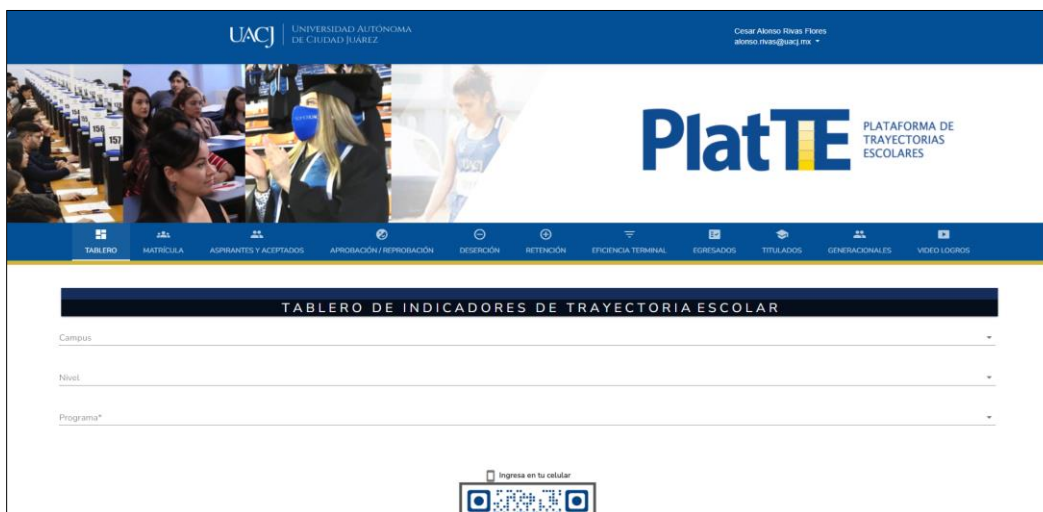 UACJ
UNIVERSIDAD AUTÓNOMA
DE CIUDAD JUÁREZ
Cesar Alonso Rivas Flores
alonso.rivas@uacj.mx
156
157
PlatTE
PLATAFORMA DE
TRAYECTORIAS
ESCOLARES
TABLERO
MATRÍCULA
ASPIRANTES Y ACEPTADOS
APROBACIÓN / REPROBACIÓN
DESERCIÓN
RETENCIÓN
EFICIENCIA TERMINAL
EGRESADOS
TITULADOS
GENERACIONALES
VIDEO LOGROS
TABLERO DE INDICADORES DE TRAYECTORIA ESCOLAR
Campus
Nivel
Programa*
Ingresa en tu celular